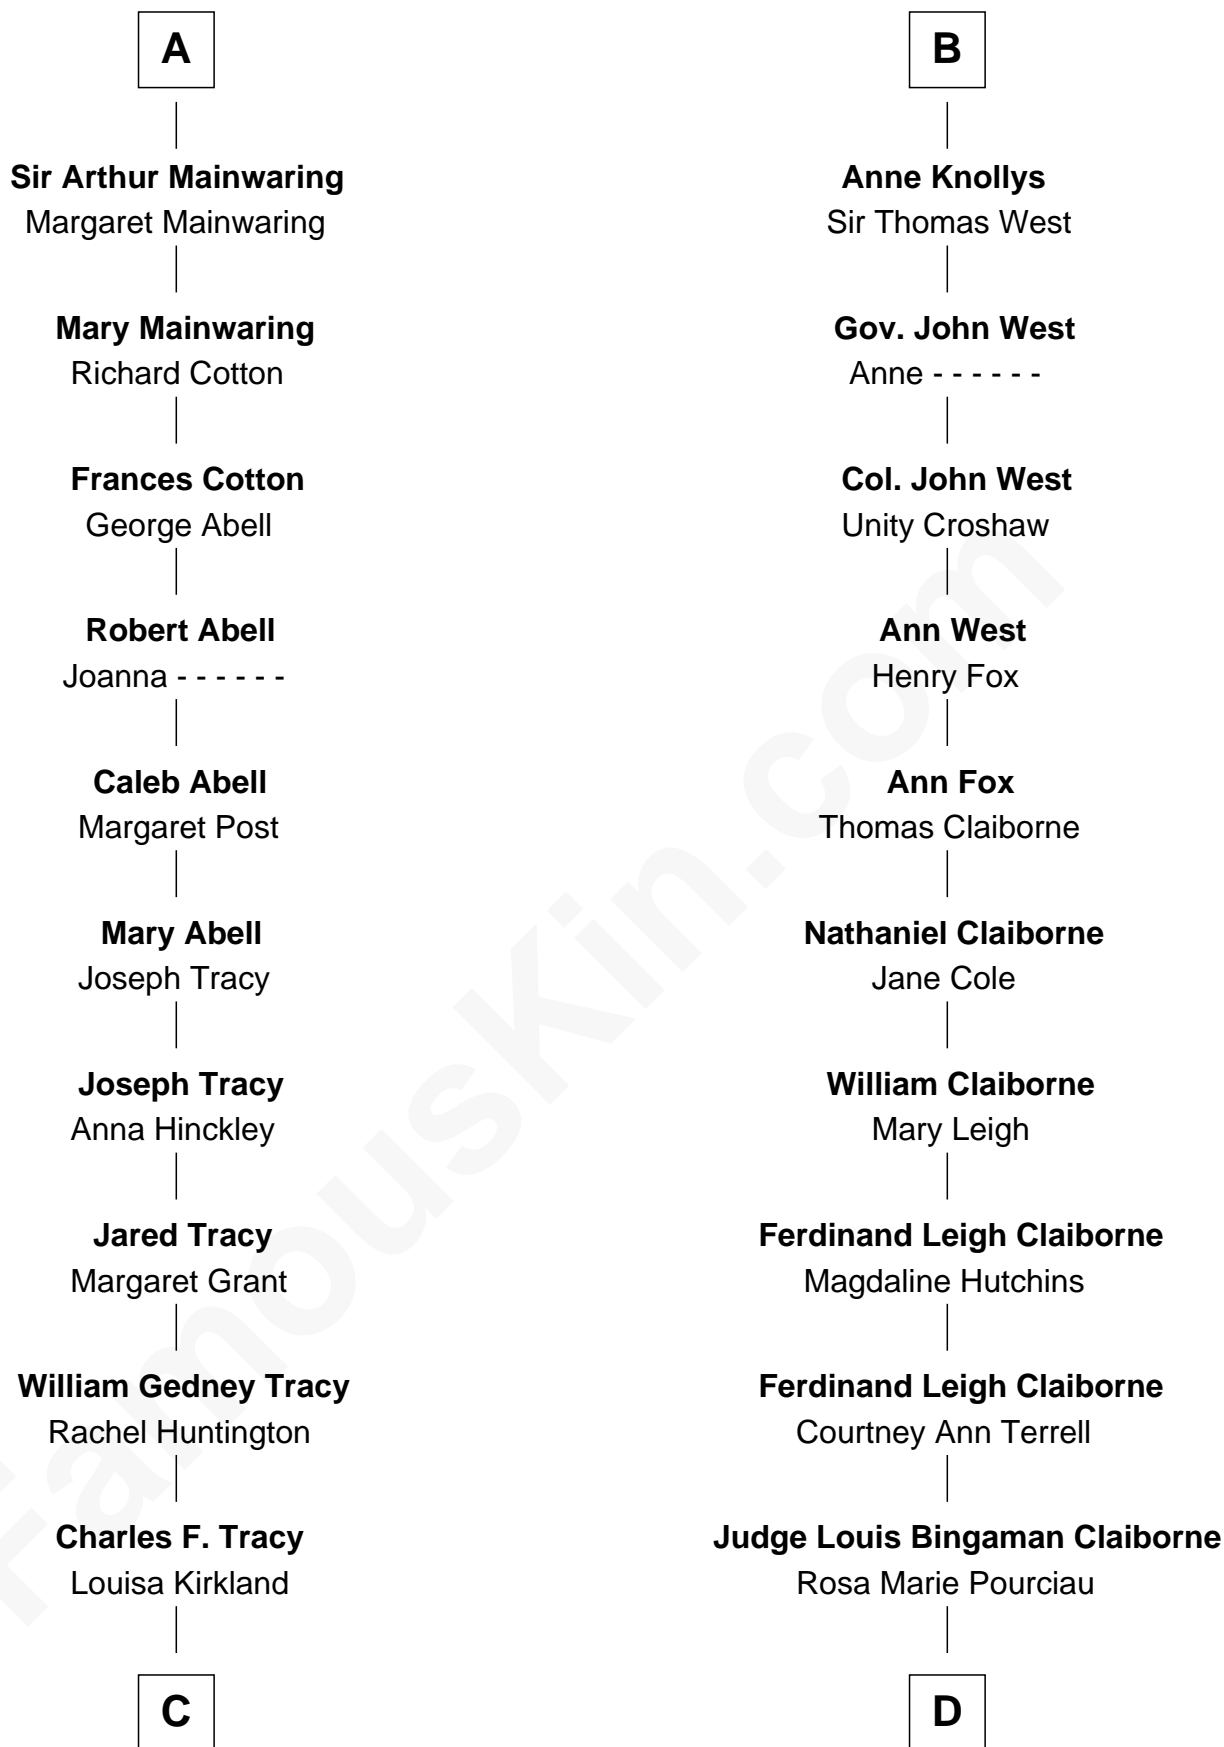 A
Sir Arthur Mainwaring
Margaret Mainwaring
Mary Mainwaring
Richard Cotton
Frances Cotton
George Abell
Robert Abell
Joanna - - - - - -
Caleb Abell
Margaret Post
Mary Abell
Joseph Tracy
Joseph Tracy
Anna Hinckley
Jared Tracy
Margaret Grant
William Gedney Tracy
Rachel Huntington
Charles F. Tracy
Louisa Kirkland
C
B
Anne Knollys
Sir Thomas West
Gov. John West
Anne - - - - - -
Col. John West
Unity Croshaw
Ann West
Henry Fox
Ann Fox
Thomas Claiborne
Nathaniel Claiborne
Jane Cole
William Claiborne
Mary Leigh
Ferdinand Leigh Claiborne
Magdaline Hutchins
Ferdinand Leigh Claiborne
Courtney Ann Terrell
Judge Louis Bingaman Claiborne
Rosa Marie Pourciau
D
FamousKin.com